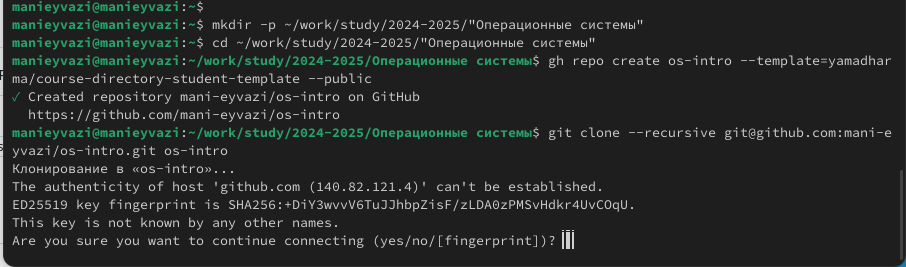 manieyvazi@manieyvazi:~$
manieyvazi@manieyvazi:~$ mkdir -p ~/work/study/2024-2025/"Операционные системы"
manieyvazi@manieyvazi:~$ cd ~/work/study/2024-2025/"Операционные системы"
manieyvazi@manieyvazi:~/work/study/2024-2025/Операционные системы$ gh repo create os-intro --template=yamadhar
ma/course-directory-student-template --public
✓ Created repository mani-eyvazi/os-intro on GitHub
  https://github.com/mani-eyvazi/os-intro
manieyvazi@manieyvazi:~/work/study/2024-2025/Операционные системы$ git clone --recursive git@github.com:mani-e
yvazi/os-intro.git os-intro
Клонирование в «os-intro»...
The authenticity of host 'github.com (140.82.121.4)' can't be established.
ED25519 key fingerprint is SHA256:+DiY3wvvV6TuJJhbpZisF/zLDA0zPMSvHdkr4UvCOqU.
This key is not known by any other names.
Are you sure you want to continue connecting (yes/no/[fingerprint])?